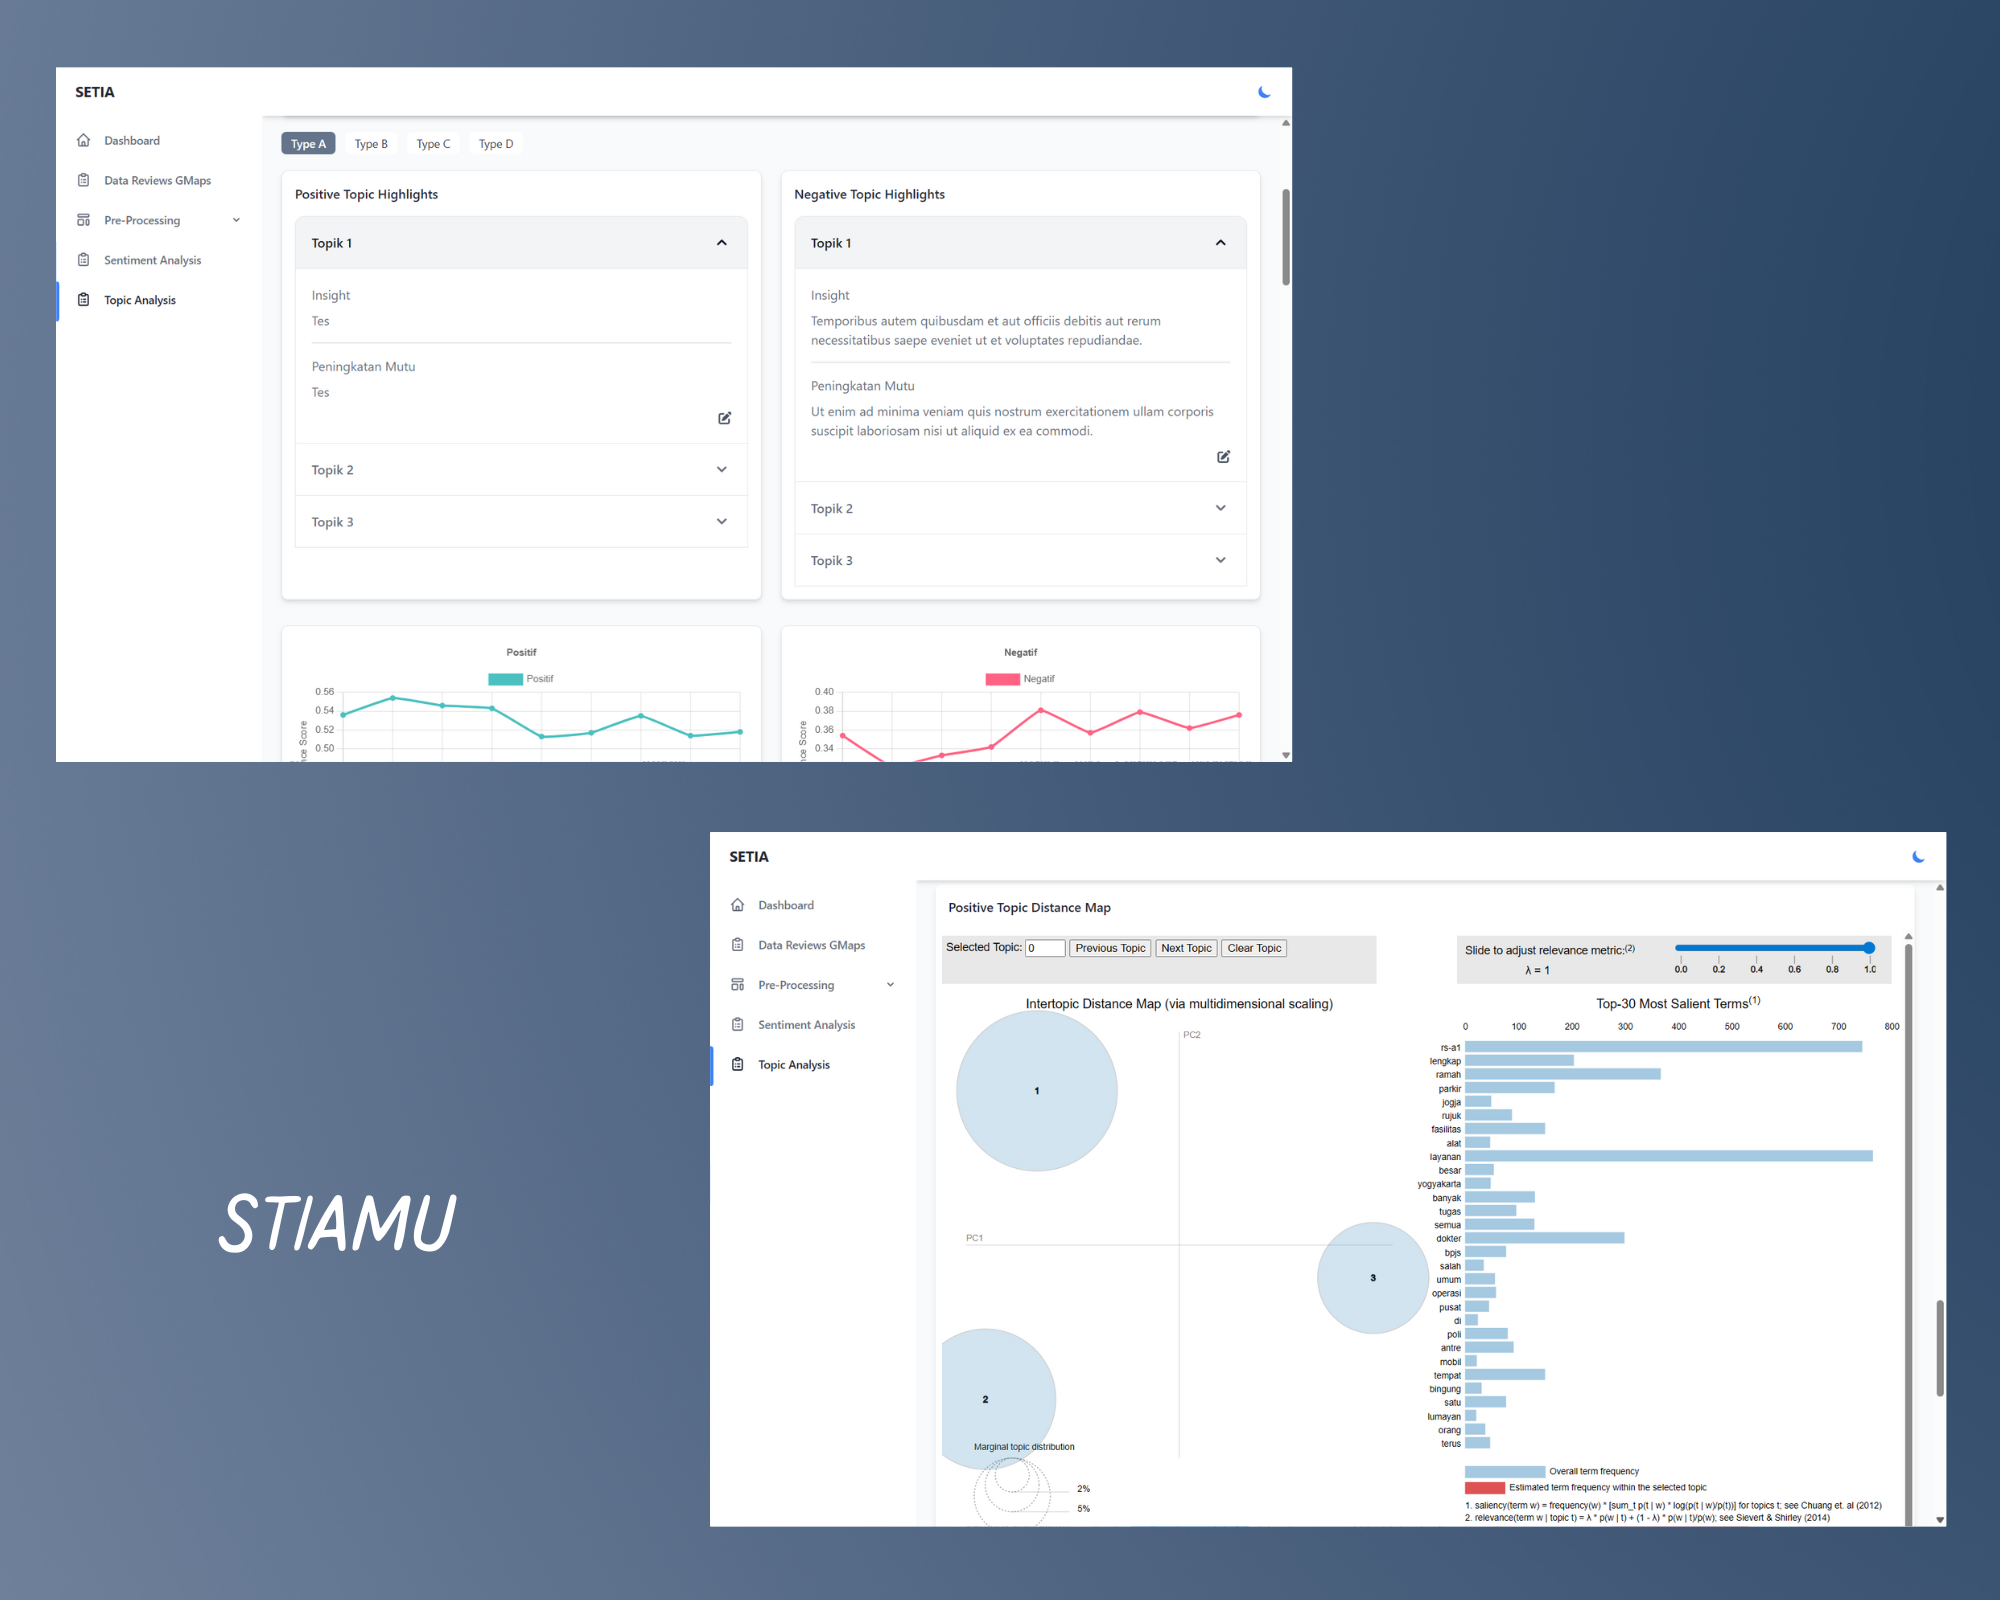 SETIA
Dashboard
Data Reviews GMaps
Pre-Processing
Sentiment Analysis
Topic Analysis
Type A Type B Type C Type D
Positive Topic Highlights
Topik 1
Insight
Tes
Peningkatan Mutu
Tes
Topik 2
Topik 3
Negative Topic Highlights
Topik 1
Insight
Temporibus autem quibusdam et aut officiis debitis aut rerum
necessitatibus saepe eveniet ut et voluptates repudiandae.
Peningkatan Mutu
Ut enim ad minima veniam quis nostrum exercitationem ullam corporis
suscipit laboriosam nisi ut aliquid ex ea commodi.
Topik 2
Topik 3
Positif
Positif
0.56
0.54
0.52
0.50
Score
Negatif
Negatif
0.40
0.38
0.36
0.34
Score
STIAMU
SETIA
Dashboard
Data Reviews GMaps
Pre-Processing
Sentiment Analysis
Topic Analysis
Positive Topic Distance Map
Selected Topic: 0 Previous Topic Next Topic Clear Topic
Slide to adjust relevance metric:(2)
λ = 1
0.0 0.2 0.4 0.6 0.8 1.0
Intertopic Distance Map (via multidimensional scaling)
PC2
1
PC1
3
2
Marginal topic distribution
2%
5%
Top-30 Most Salient Terms(1)
0 100 200 300 400 500 600 700 800
rs-a1
lengkap
ramah
parkir
jogja
rujuk
fasilitas
alat
layanan
besar
yogyakarta
banyak
tugas
semua
dokter
bpjs
salah
umum
operasi
pusat
di
poli
antre
mobil
tempat
bingung
satu
lumayan
orang
terus
Overall term frequency
Estimated term frequency within the selected topic
1. saliency(term w) = frequency(w) * [sum_t p(t | w) * log(p(t | w)/p(t))] for topics t; see Chuang et. al (2012)
2. relevance(term w | topic t) = λ * p(w | t) + (1 - λ) * p(w | t)/p(w); see Sievert & Shirley (2014)